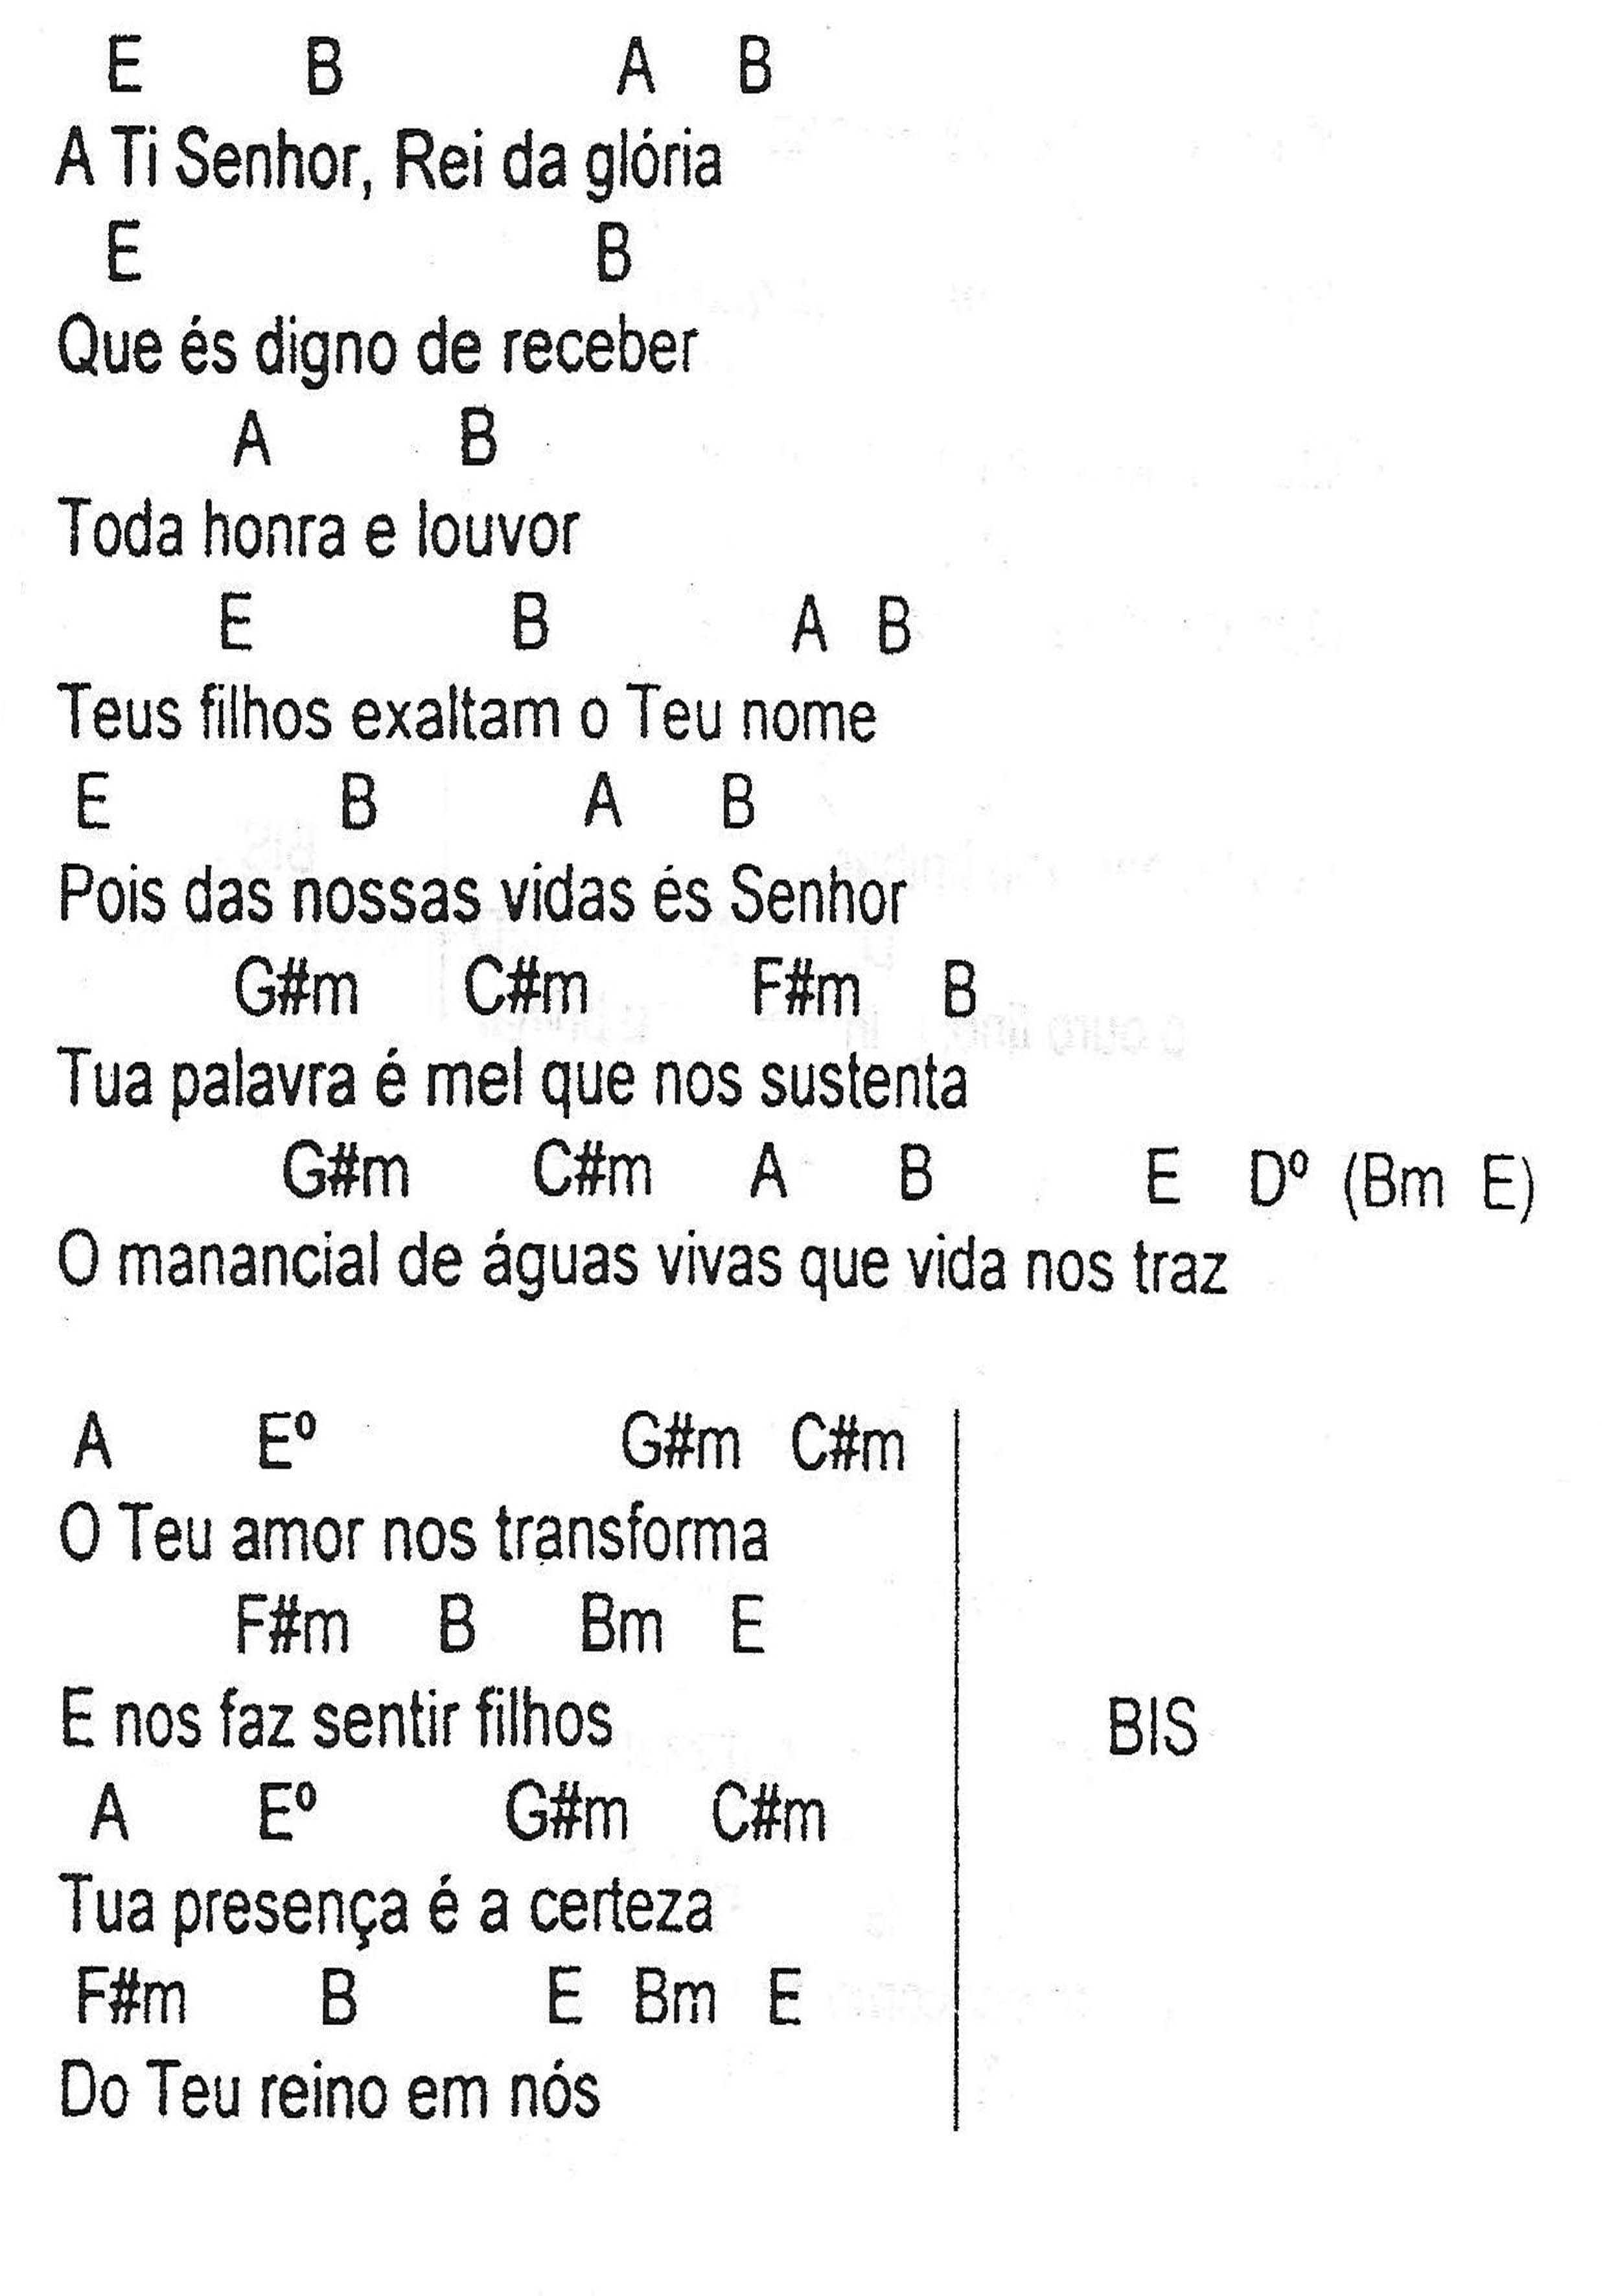 E B A B
A Ti Senhor, Rei da glória
E B
Que és digno de receber
A B
Toda honra e louvor
E B A B
Teus filhos exaltam o Teu nome
E B A B
Pois das nossas vidas és Senhor
G#m C#m F#m B
Tua palavra é mel que nos sustenta
G#m C#m A B E Dº (Bm E)
O manancial de águas vivas que vida nos traz
A Eº G#m C#m
O Teu amor nos transforma
F#m B Bm E
E nos faz sentir filhos
BIS
A Eº G#m C#m
Tua presença é a certeza
F#m B E Bm E
Do Teu reino em nós